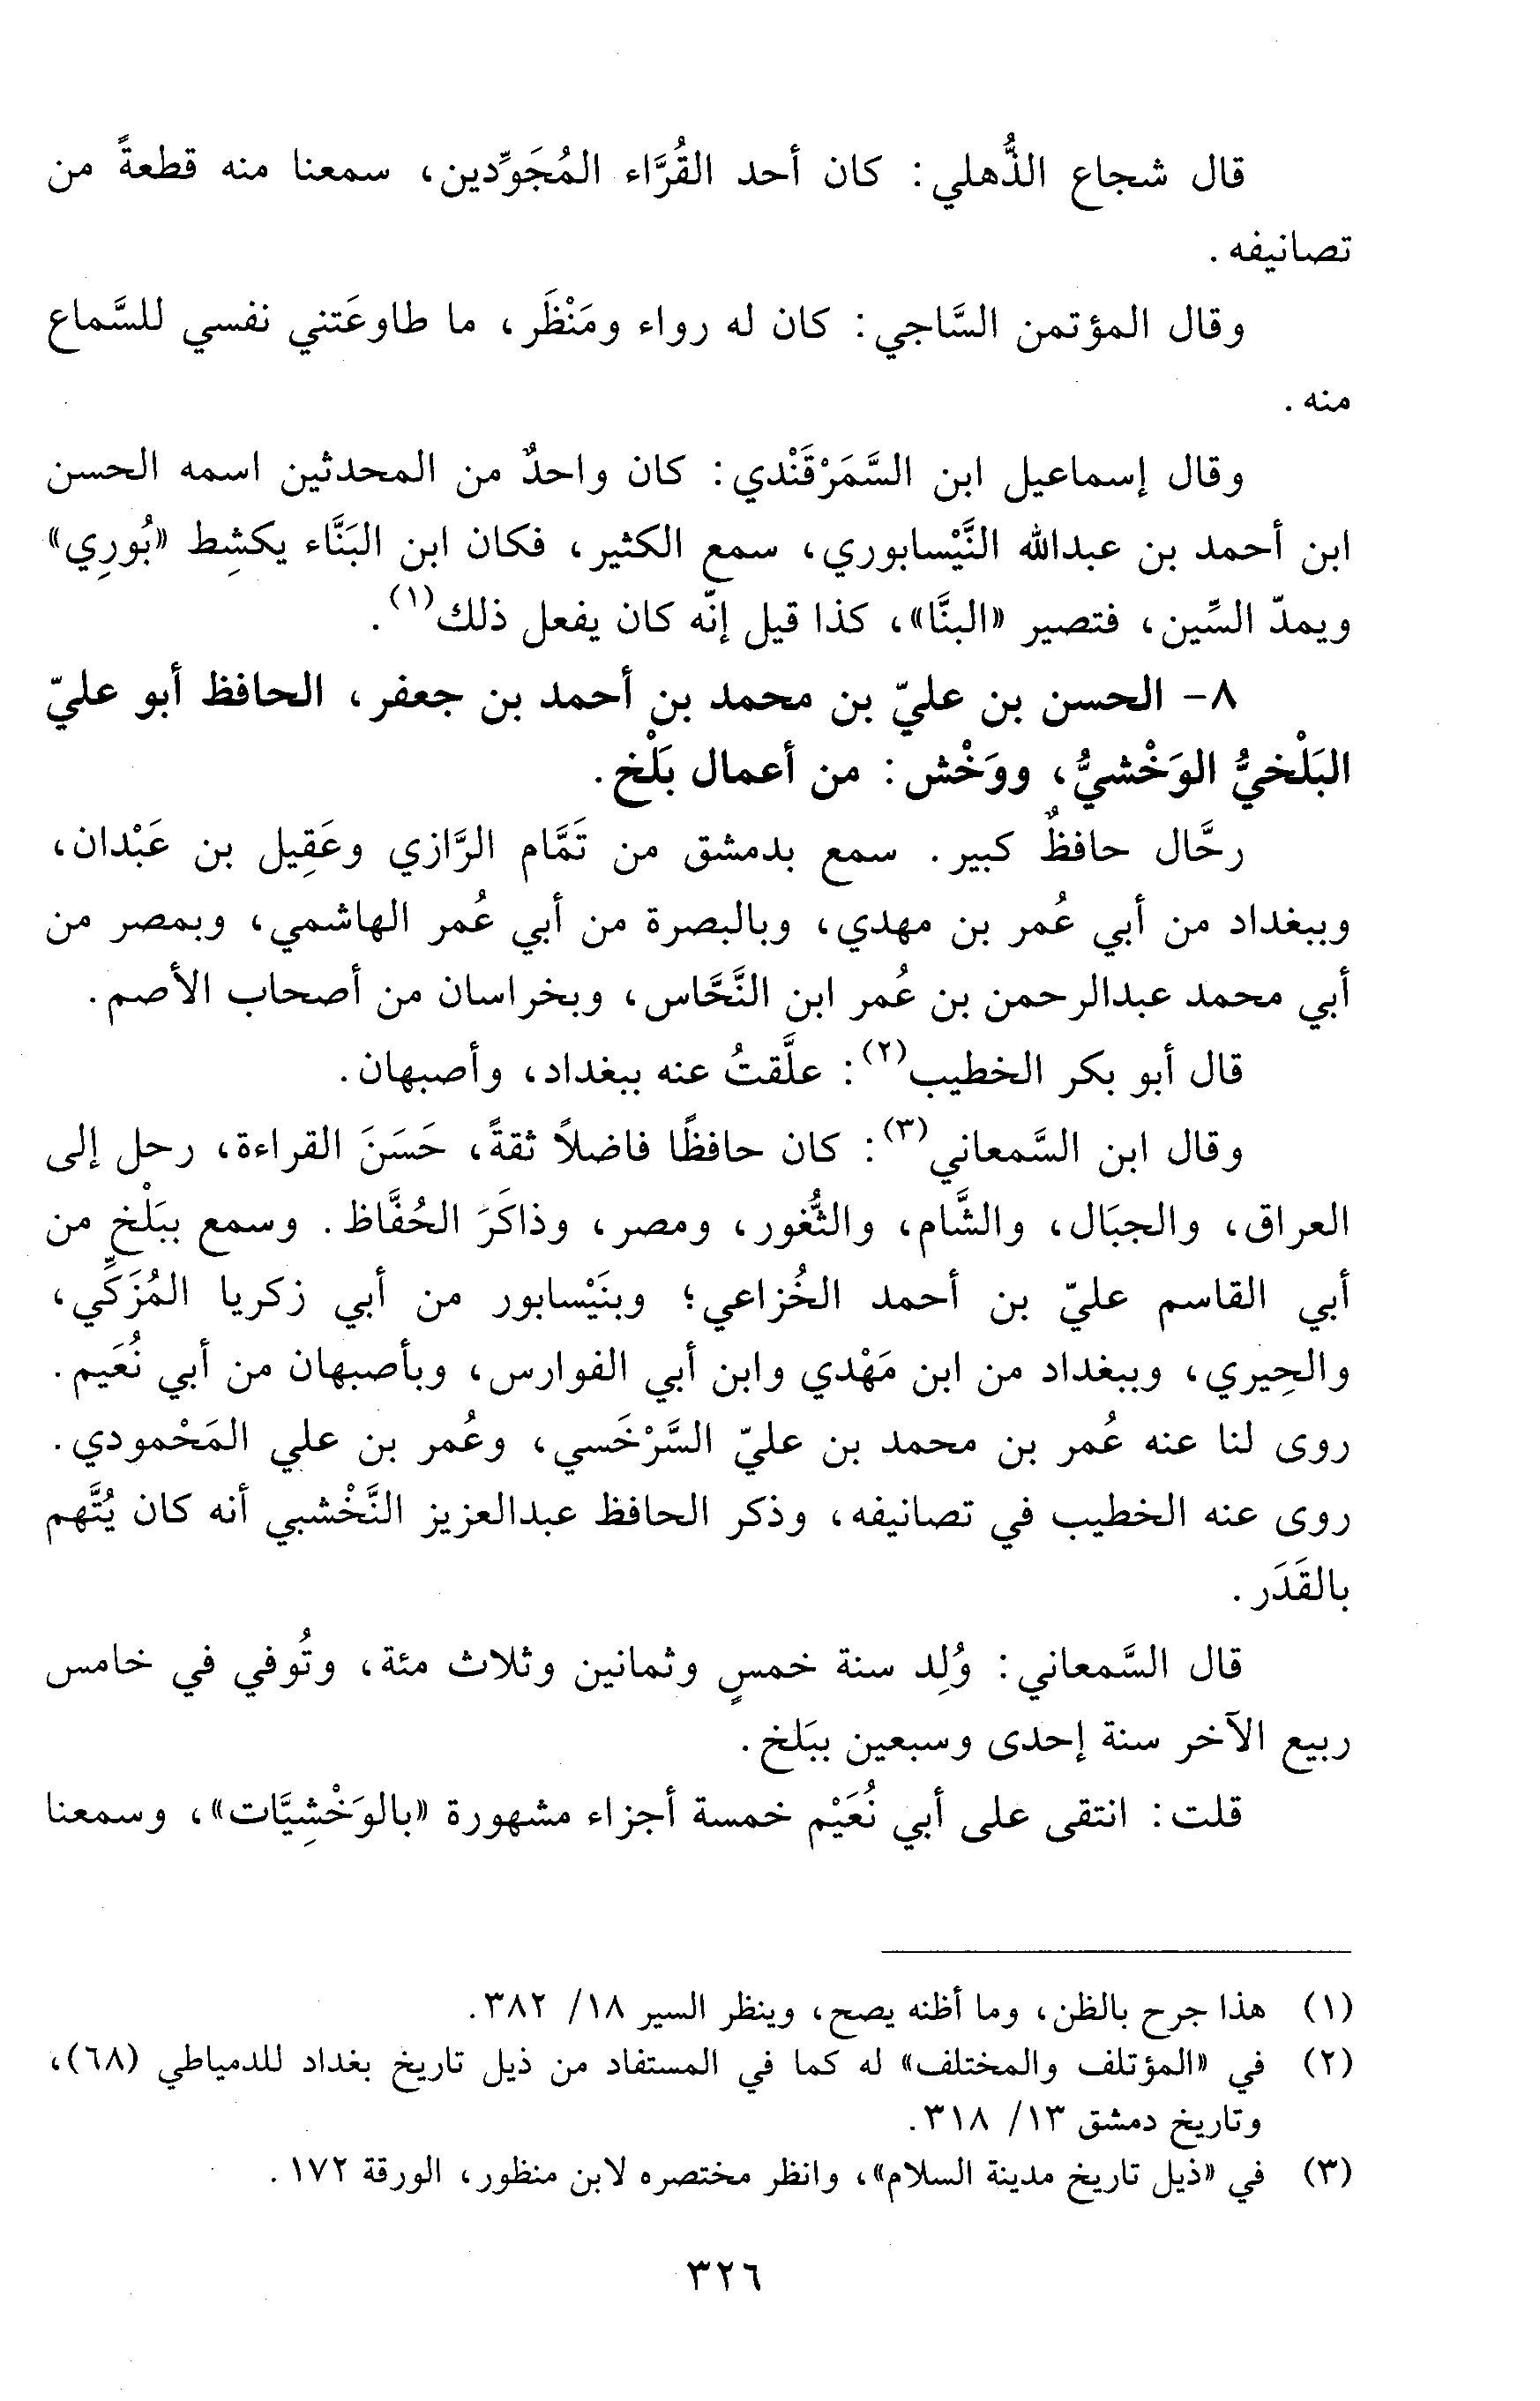 قال شجاع الذُّهلي: كان أحد القُرَّاء المُجَوِّدين، سمعنا منه قطعةً من
تصانيفه.
وقال المؤتمن السَّاجي: كان له رواء ومَنْظَر، ما طاوعَتني نفسي للسَّماع
منه.
وقال إسماعيل ابن السَّمَرْقَنْدي: كان واحدٌ من المحدثين اسمه الحسن
ابن أحمد بن عبدالله النَّيْسابوري، سمع الكثير، فكان ابن البَنَّاء يكشِط «بُورِي»
ويمدّ السِّين، فتصير «البنَّا»، كذا قيل إنّه كان يفعل ذلك(١).
٨- الحسن بن عليّ بن محمد بن أحمد بن جعفر، الحافظ أبو عليّ
البَلْخيُّ الوَخْشيُّ، ووَخْش: من أعمال بَلْخ.
رحَّال حافظٌ كبير. سمع بدمشق من تَمَّام الرَّازي وعَقِيل بن عَبْدان،
وببغداد من أبي عُمر بن مهدي، وبالبصرة من أبي عُمر الهاشمي، وبمصر من
أبي محمد عبدالرحمن بن عُمر ابن النَّحَّاس، وبخراسان من أصحاب الأصم.
قال أبو بكر الخطيب(٢): علَّقتُ عنه ببغداد، وأصبهان.
وقال ابن السَّمعاني(٣): كان حافظًا فاضلاً ثقةً، حَسَنَ القراءة، رحل إلى
العراق، والجبَال، والشَّام، والثُّغور، ومصر، وذاكَرَ الحُفَّاظ. وسمع ببَلْخ من
أبي القاسم عليّ بن أحمد الخُزاعي؛ وبنَيْسابور من أبي زكريا المُزَكِّي،
والحِيري، وببغداد من ابن مَهْدي وابن أبي الفوارس، وبأصبهان من أبي نُعَيم.
روى لنا عنه عُمر بن محمد بن عليّ السَّرْخَسي، وعُمر بن علي المَحْمودي.
روى عنه الخطيب في تصانيفه، وذكر الحافظ عبدالعزيز النَّخْشبي أنه كان يُتَّهم
بالقَدَر.
قال السَّمعاني: وُلِد سنة خمسٍ وثمانين وثلاث مئة، وتُوفي في خامس
ربيع الآخر سنة إحدى وسبعين ببَلخ.
قلت: انتقى على أبي نُعَيْم خمسة أجزاء مشهورة «بالوَخْشِيَّات»، وسمعنا
(١) هذا جرح بالظن، وما أظنه يصح، وينظر السير ١٨/ ٣٨٢.
(٢) في «المؤتلف والمختلف» له كما في المستفاد من ذيل تاريخ بغداد للدمياطي (٦٨)،
وتاريخ دمشق ١٣/ ٣١٨.
(٣) في «ذيل تاريخ مدينة السلام»، وانظر مختصره لابن منظور، الورقة ١٧٢.
٣٢٦